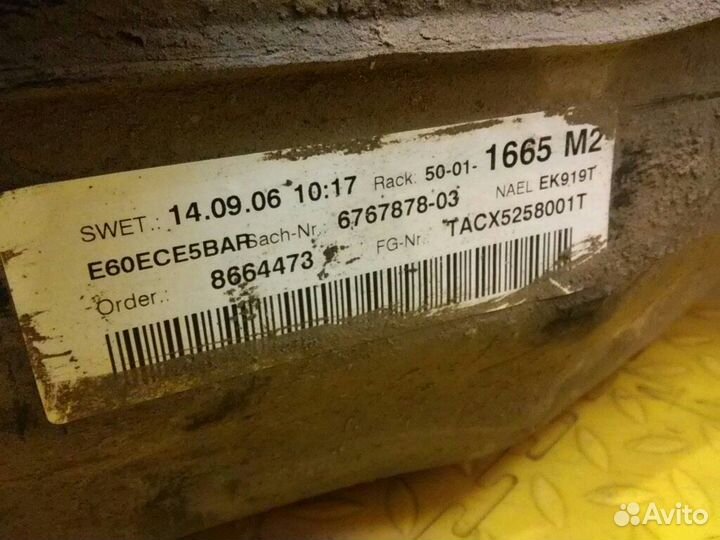 SWET.: 14.09.06 10:17 Rack: 50-01- 1665 M2
E60ECE5BAR Sach-Nr.: 6767878-03 NAEL EK919T
Order.: 8664473 FG-Nr.: TACX5258001T
Avito